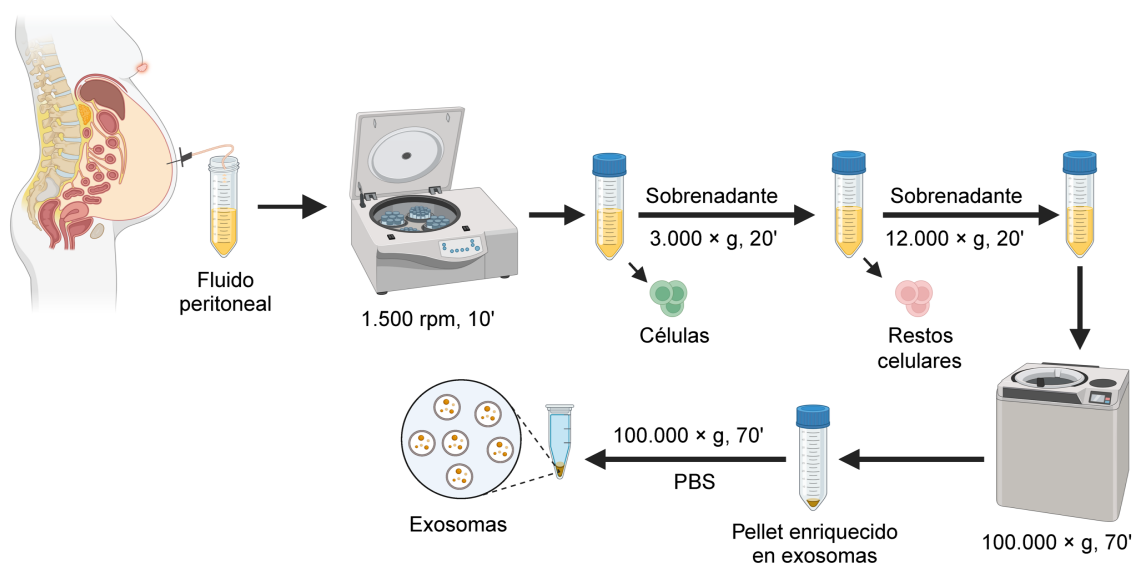 Fluido
peritoneal
1.500 rpm, 10'
Sobrenadante
3.000 × g, 20'
Células
Sobrenadante
12.000 × g, 20'
Restos
celulares
100.000 × g, 70'
Pellet enriquecido
en exosomas
100.000 × g, 70'
PBS
Exosomas